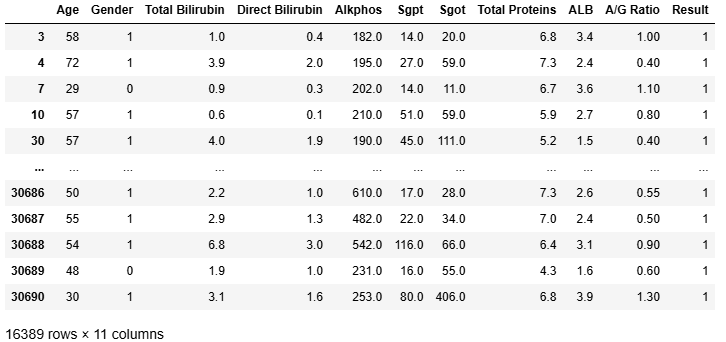 Age Gender Total Bilirubin Direct Bilirubin Alkphos Sgpt Sgot Total Proteins ALB A/G Ratio Result
3 58 1 1.0 0.4 182.0 14.0 20.0 6.8 3.4 1.00 1
4 72 1 3.9 2.0 195.0 27.0 59.0 7.3 2.4 0.40 1
7 29 0 0.9 0.3 202.0 14.0 11.0 6.7 3.6 1.10 1
10 57 1 0.6 0.1 210.0 51.0 59.0 5.9 2.7 0.80 1
30 57 1 4.0 1.9 190.0 45.0 111.0 5.2 1.5 0.40 1
... ... ... ... ... ... ... ... ... ... ... ...
30686 50 1 2.2 1.0 610.0 17.0 28.0 7.3 2.6 0.55 1
30687 55 1 2.9 1.3 482.0 22.0 34.0 7.0 2.4 0.50 1
30688 54 1 6.8 3.0 542.0 116.0 66.0 6.4 3.1 0.90 1
30689 48 0 1.9 1.0 231.0 16.0 55.0 4.3 1.6 0.60 1
30690 30 1 3.1 1.6 253.0 80.0 406.0 6.8 3.9 1.30 1
16389 rows × 11 columns